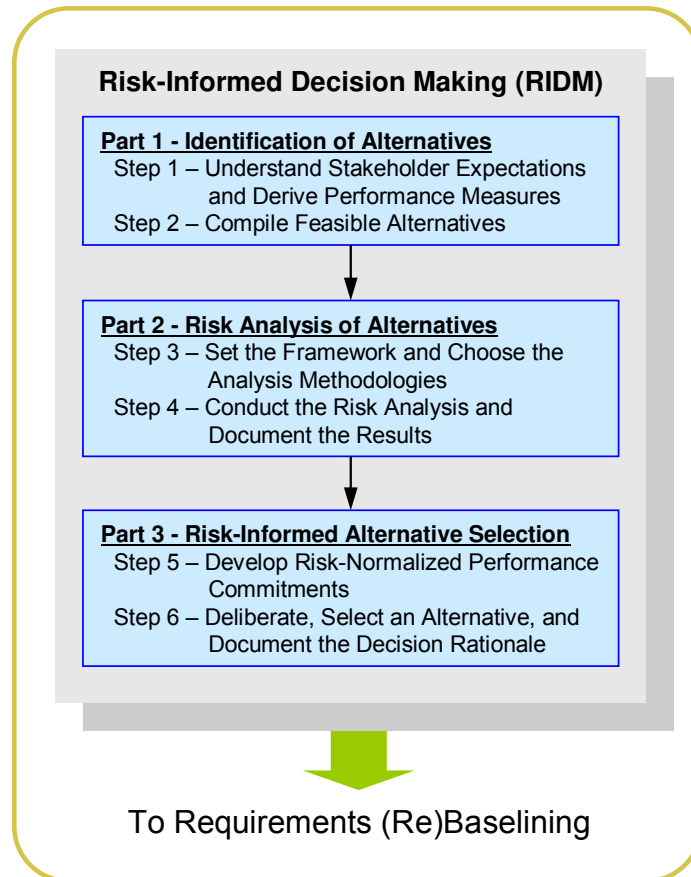 Risk-Informed Decision Making (RIDM)
Part 1 - Identification of Alternatives
Step 1 – Understand Stakeholder Expectations
and Derive Performance Measures
Step 2 – Compile Feasible Alternatives
Part 2 - Risk Analysis of Alternatives
Step 3 – Set the Framework and Choose the
Analysis Methodologies
Step 4 – Conduct the Risk Analysis and
Document the Results
Part 3 - Risk-Informed Alternative Selection
Step 5 – Develop Risk-Normalized Performance
Commitments
Step 6 – Deliberate, Select an Alternative, and
Document the Decision Rationale
To Requirements (Re)Baselining